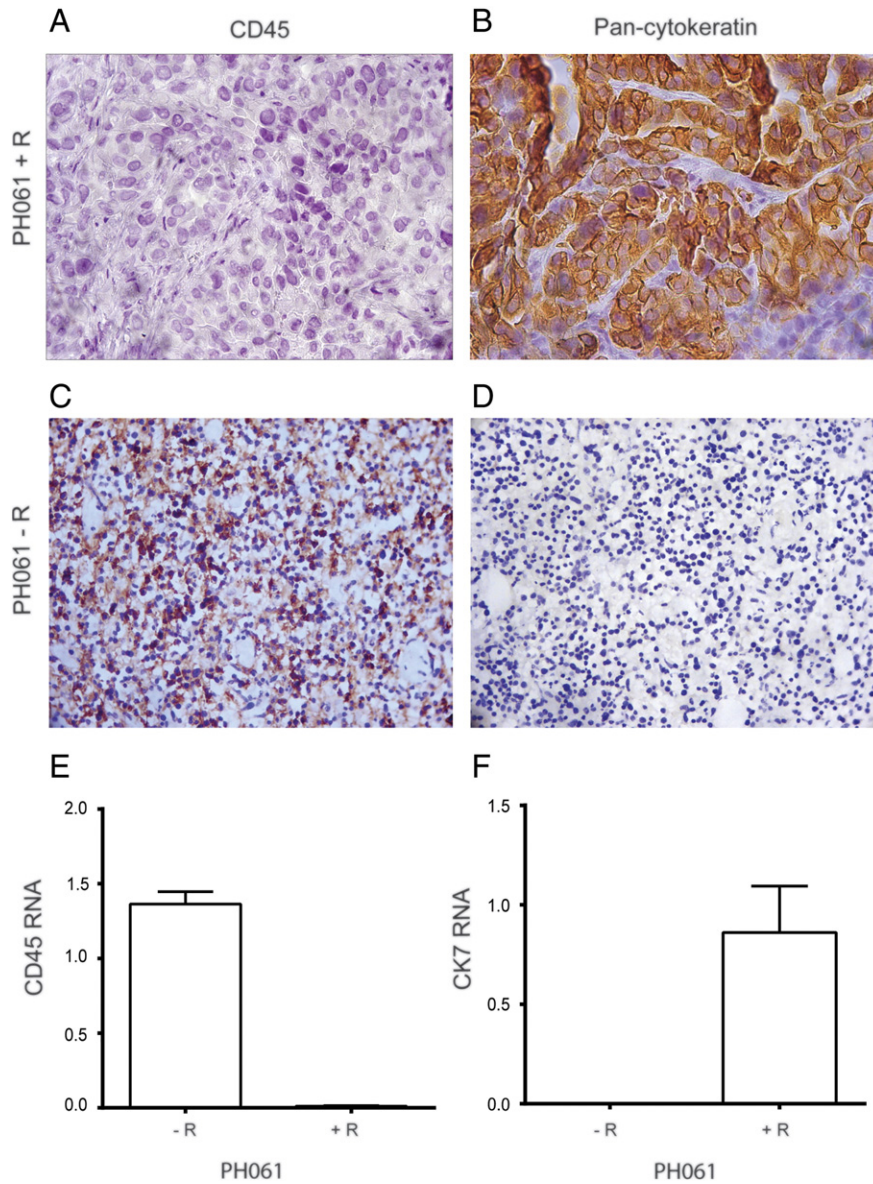 A
CD45
B
Pan-cytokeratin
PH061 + R
C
D
PH061 - R
E
F
2.0
1.5
1.0
0.5
0.0
CD45 RNA
- R
+ R
PH061
1.5
1.0
0.5
0.0
CK7 RNA
- R
+ R
PH061